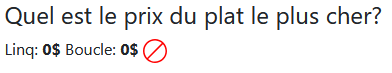 Quel est le prix du plat le plus cher?
Linq: 0$ Boucle: 0$